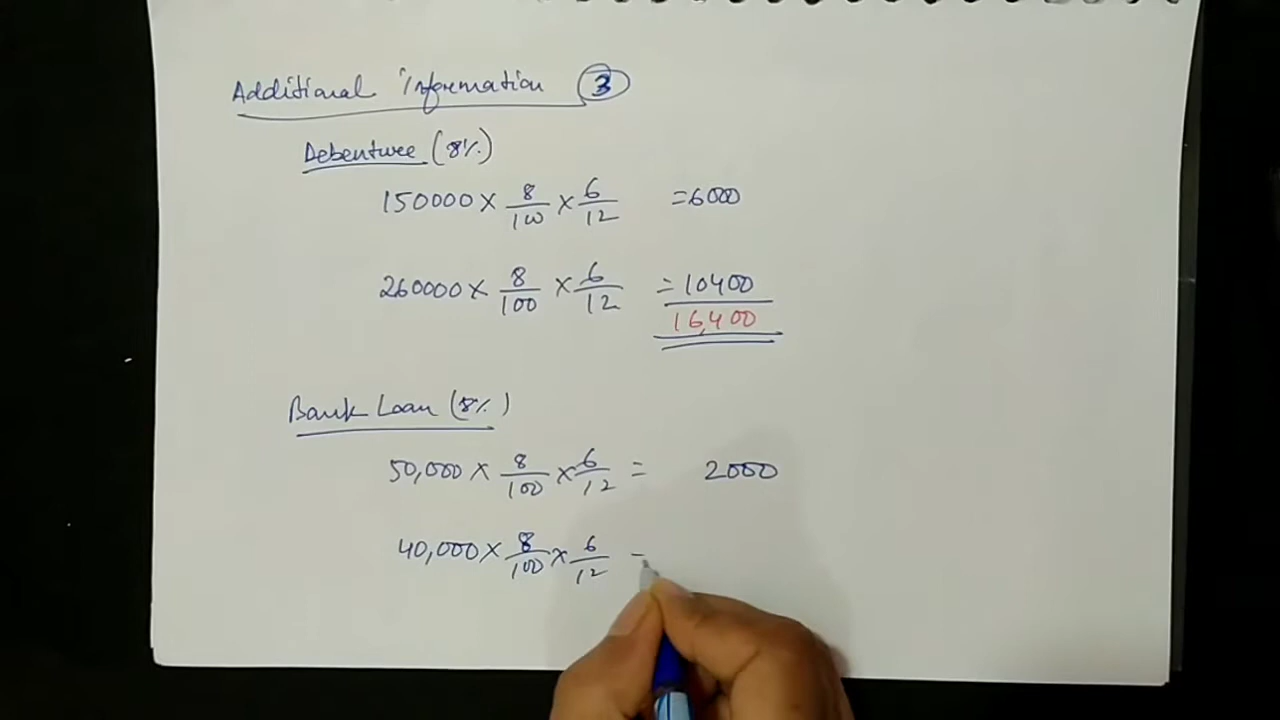 Additional Information 3
Debenture (8%)
150000 × 8/100 × 6/12 = 6000
260000 × 8/100 × 6/12 = 10400
16,400
Bank Loan (8%)
50,000 × 8/100 × 6/12 = 2000
40,000 × 8/100 × 6/12 =